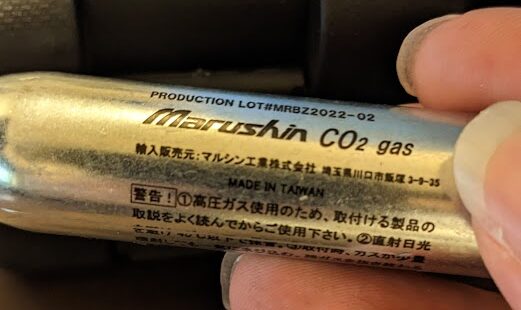 PRODUCTION LOT#MRBZ2022-02
Marushin CO2 gas
輸入販売元:マルシン工業株式会社 埼玉県川口市飯塚3-9-35
MADE IN TAIWAN
警告!①高圧ガス使用のため、取付ける製品の
取説をよく読んでからご使用下さい。②直射日光